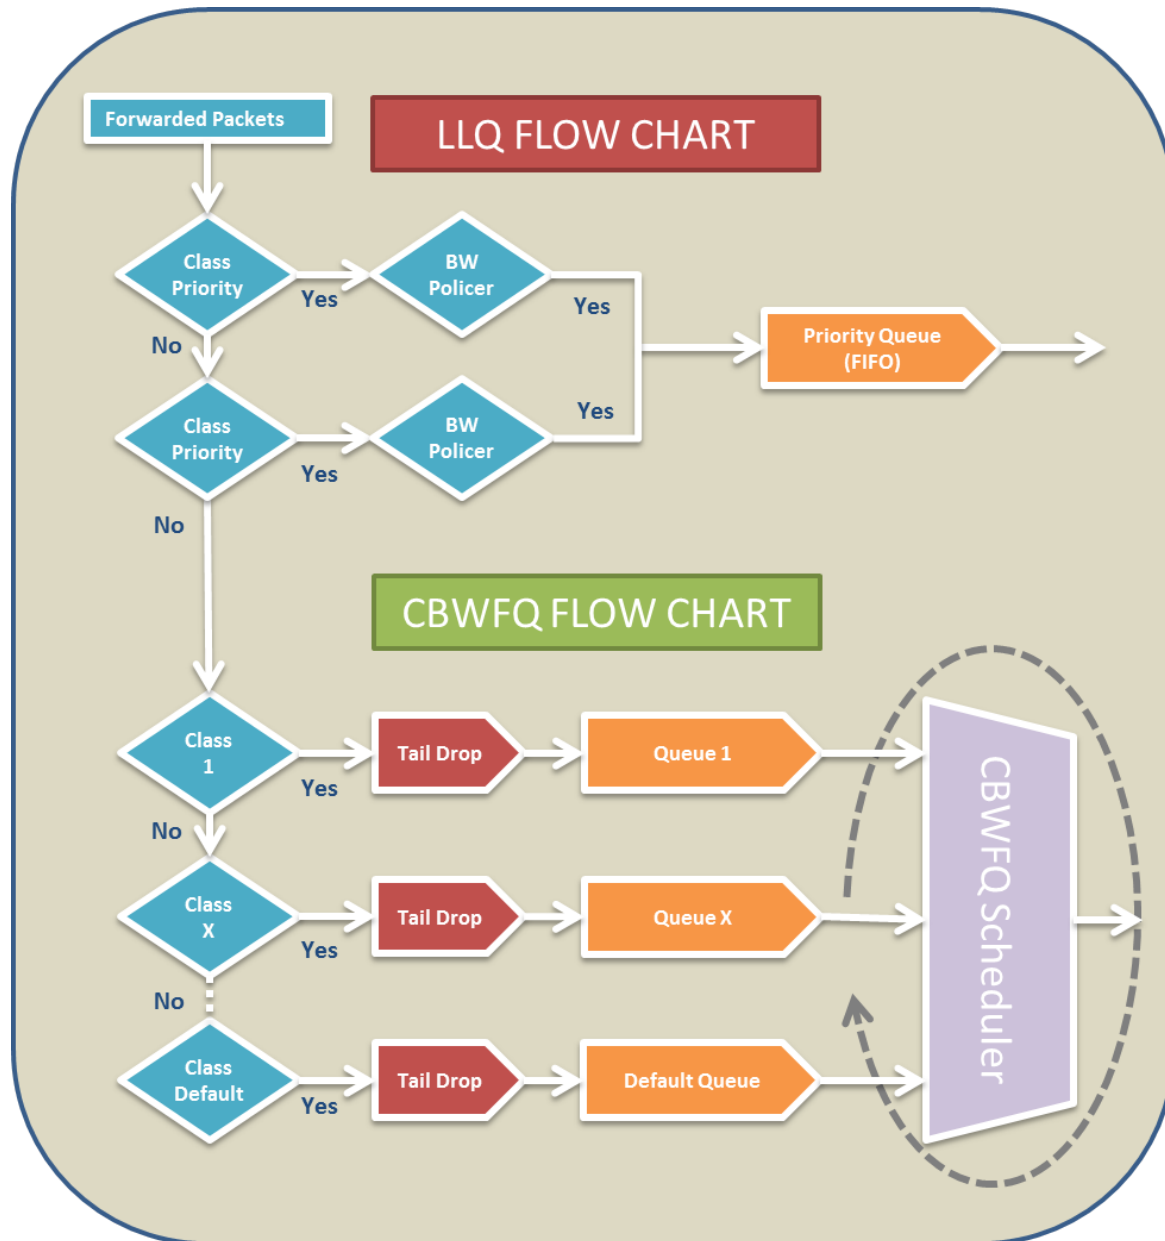 Forwarded Packets
LLQ FLOW CHART
Class
Priority
Yes
BW
Policer
Yes
Priority Queue
(FIFO)
No
Class
Priority
Yes
BW
Policer
Yes
No
CBWFQ FLOW CHART
Class
1
Yes
Tail Drop
Queue 1
No
Class
X
Yes
Tail Drop
Queue X
No
Class
Default
Yes
Tail Drop
Default Queue
CBWFQ Scheduler